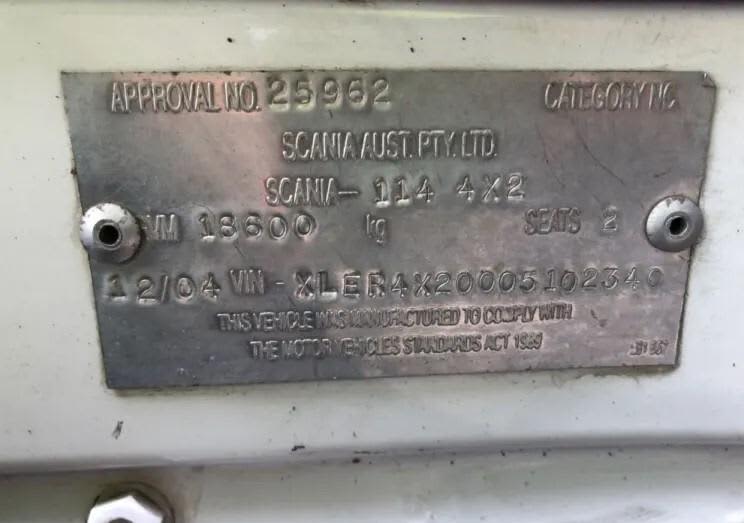 APPROVAL NO. 25962 CATEGORY NC
SCANIA AUST. PTY. LTD.
SCANIA- 114 4X2
VM 18600 kg SEATS 2
12/04 VIN - XLER4X20005102340
THIS VEHICLE WAS MANUFACTURED TO COMPLY WITH
THE MOTOR VEHICLES STANDARDS ACT 1989